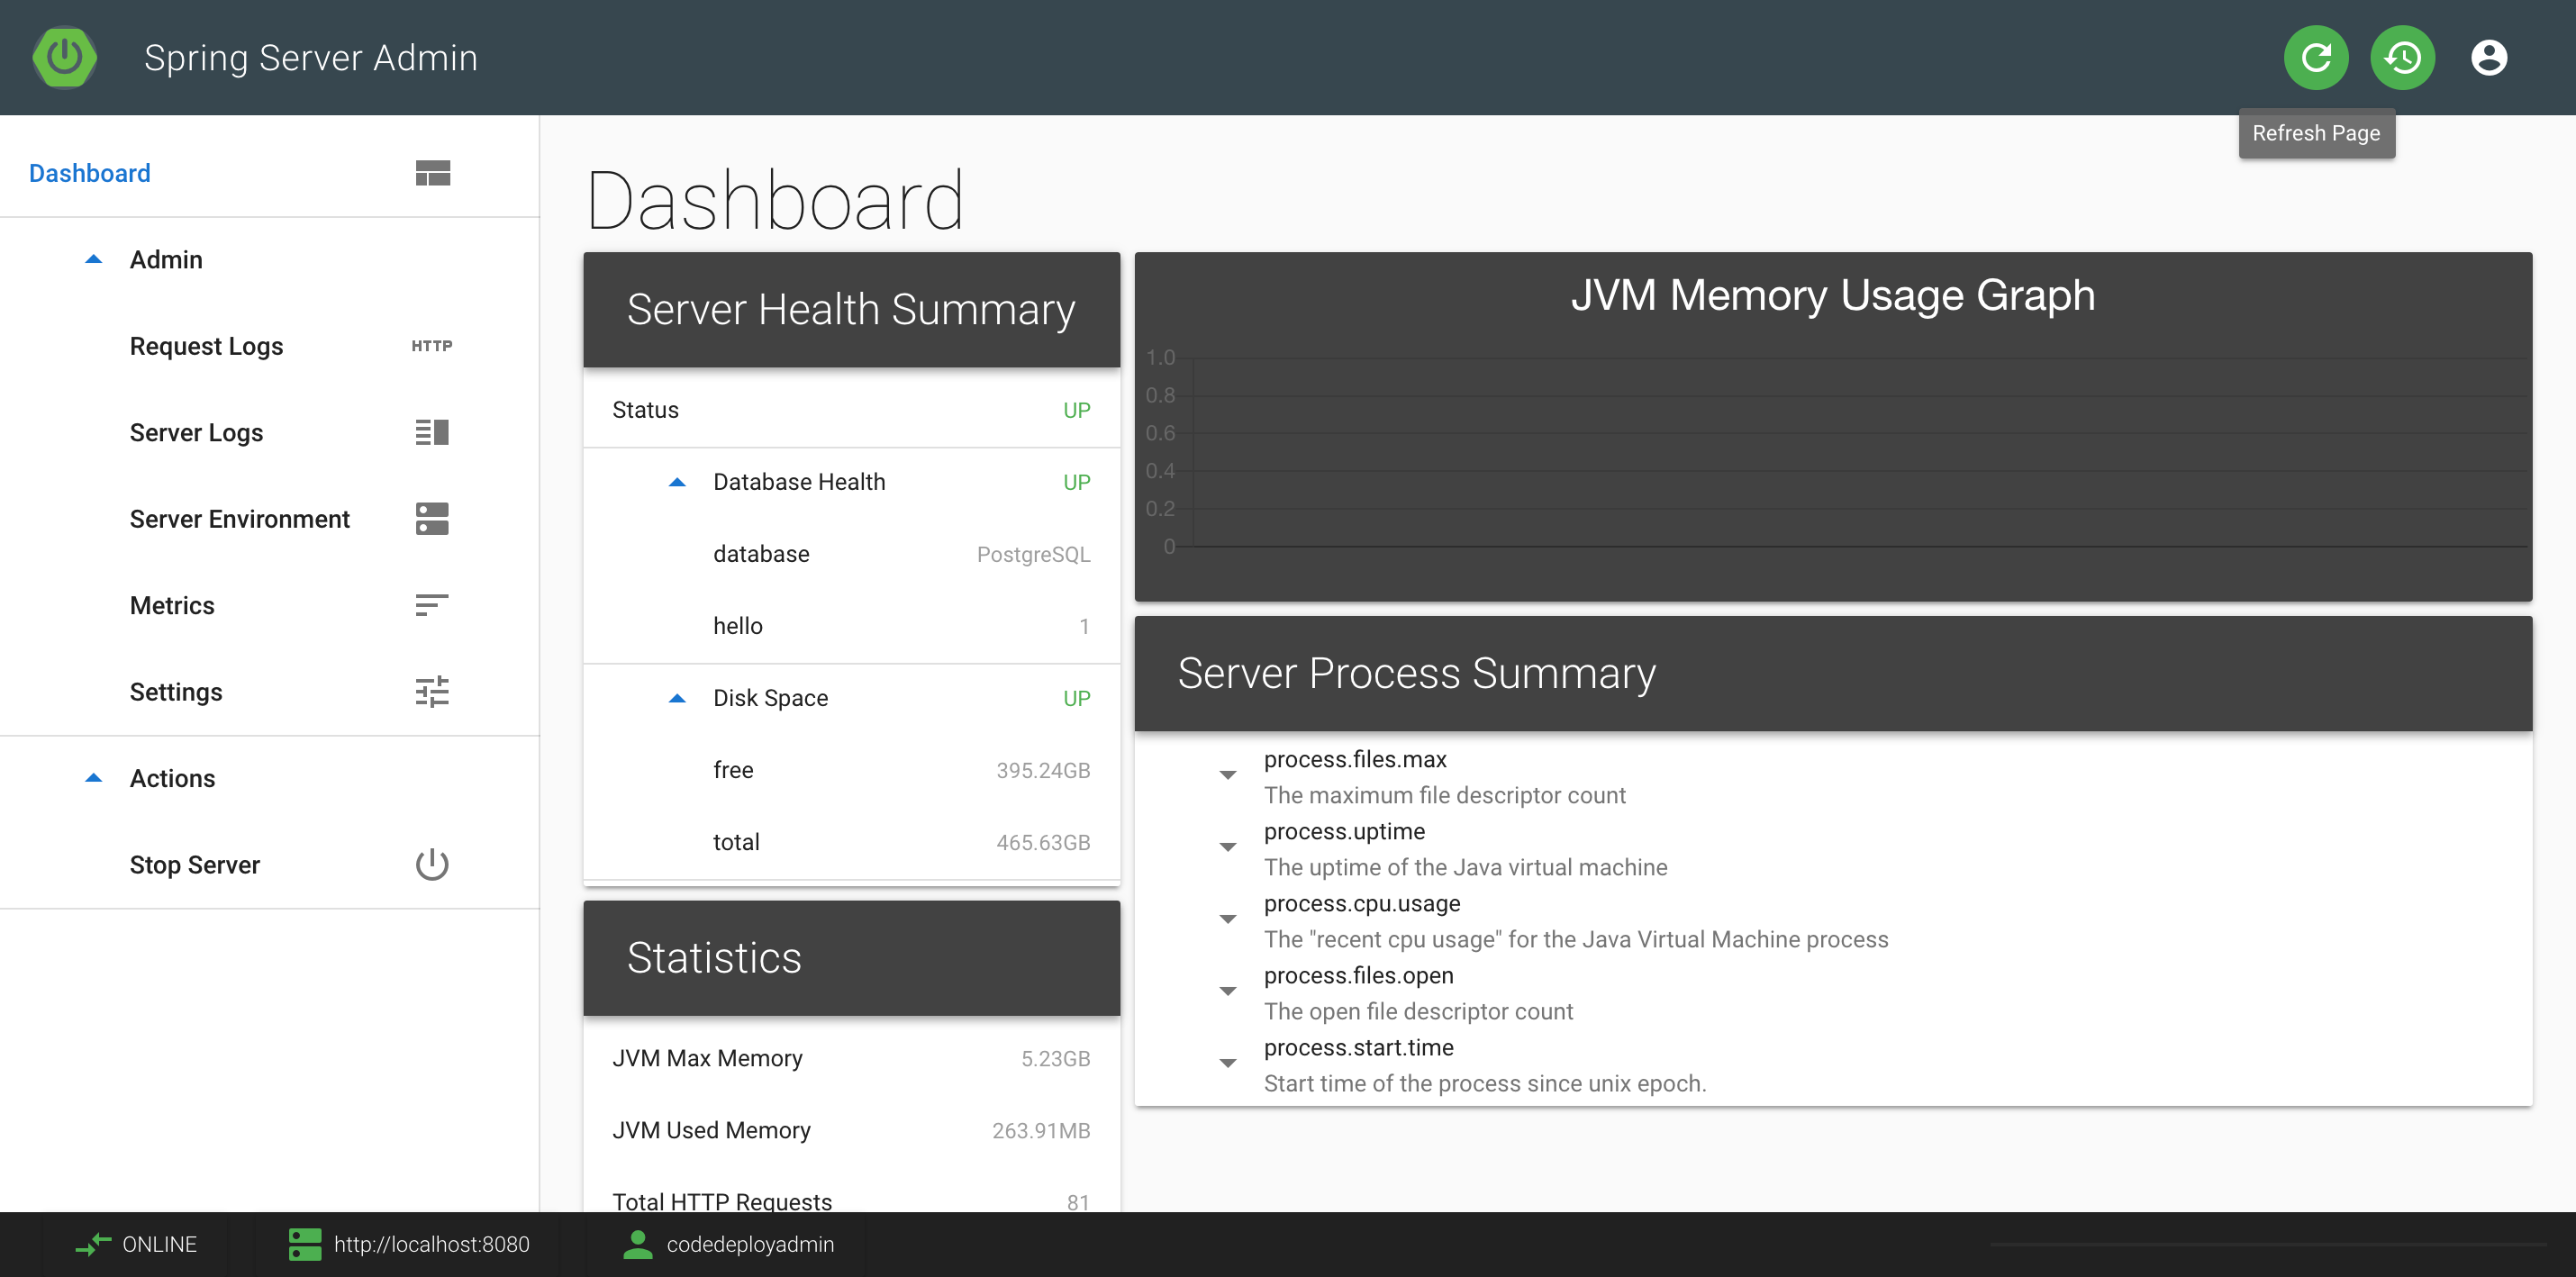 Spring Server Admin
Refresh Page
Dashboard
Admin
Request Logs HTTP
Server Logs
Server Environment
Metrics
Settings
Actions
Stop Server
Dashboard
Server Health Summary
Status UP
Database Health UP
database PostgreSQL
hello 1
Disk Space UP
free 395.24GB
total 465.63GB
Statistics
JVM Max Memory 5.23GB
JVM Used Memory 263.91MB
Total HTTP Requests 81
JVM Memory Usage Graph
1.0
0.8
0.6
0.4
0.2
0
Server Process Summary
process.files.max
The maximum file descriptor count
process.uptime
The uptime of the Java virtual machine
process.cpu.usage
The "recent cpu usage" for the Java Virtual Machine process
process.files.open
The open file descriptor count
process.start.time
Start time of the process since unix epoch.
ONLINE http://localhost:8080 codedeployadmin